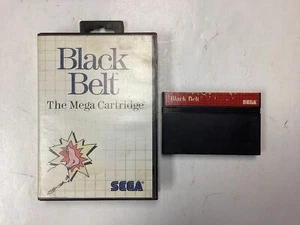 Black
Belt
The Mega Cartridge
SEGA
Black Belt
SEGA